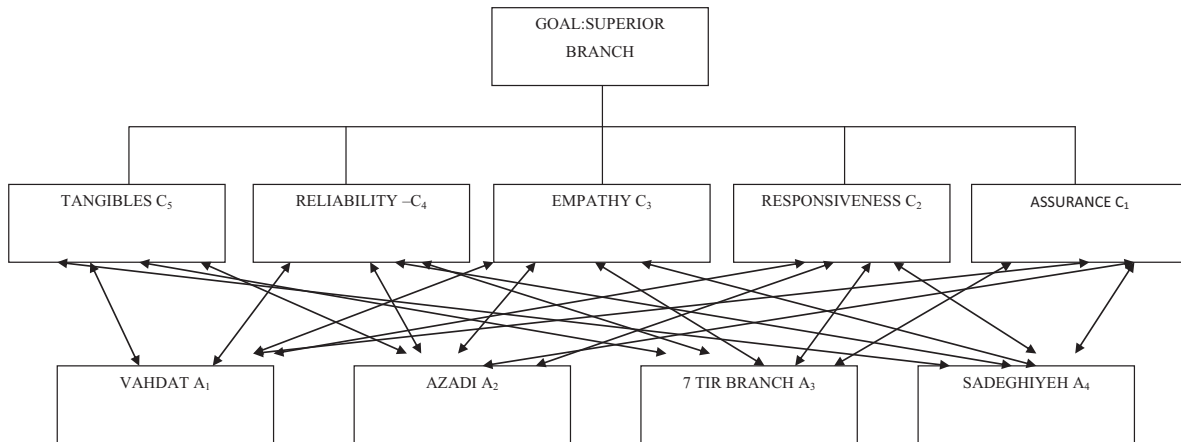 GOAL:SUPERIOR
BRANCH
TANGIBLES C₅
RELIABILITY –C₄
EMPATHY C₃
RESPONSIVENESS C₂
ASSURANCE C₁
VAHDAT A₁
AZADI A₂
7 TIR BRANCH A₃
SADEGHIYEH A₄